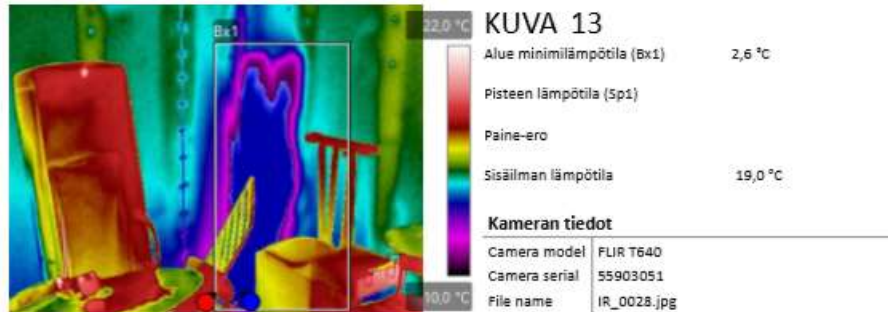 KUVA 13
Bx1
22,0 °C
10,0 °C
Alue minimilämpötila (Bx1) 2,6 °C
Pisteen lämpötila (Sp1)
Paine-ero
Sisäilman lämpötila 19,0 °C
Kameran tiedot
Camera model FLIR T640
Camera serial 55903051
File name IR_0028.jpg